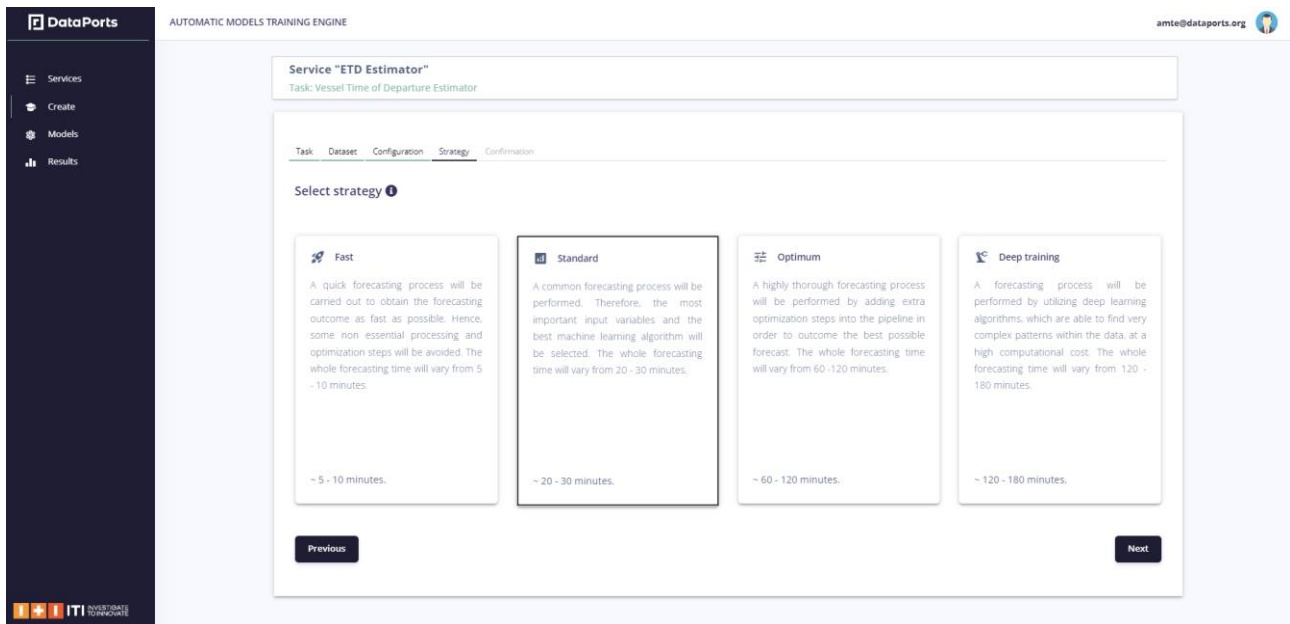 DataPorts
AUTOMATIC MODELS TRAINING ENGINE
amte@dataports.org
Services
Create
Models
Results
Service "ETD Estimator"
Task: Vessel Time of Departure Estimator
Task Dataset Configuration Strategy Confirmation
Select strategy
Fast
A quick forecasting process will be
carried out to obtain the forecasting
outcome as fast as possible. Hence,
some non essential processing and
optimization steps will be avoided. The
whole forecasting time will vary from 5
- 10 minutes.
~ 5 - 10 minutes.
Standard
A common forecasting process will be
performed. Therefore, the most
important input variables and the
best machine learning algorithm will
be selected. The whole forecasting
time will vary from 20 - 30 minutes.
~ 20 - 30 minutes.
Optimum
A highly thorough forecasting process
will be performed by adding extra
optimization steps into the pipeline in
order to outcome the best possible
forecast. The whole forecasting time
will vary from 60 -120 minutes.
~ 60 - 120 minutes.
Deep training
A forecasting process will be
performed by utilizing deep learning
algorithms, which are able to find very
complex patterns within the data, at a
high computational cost. The whole
forecasting time will vary from 120 -
180 minutes.
~ 120 - 180 minutes.
Previous
Next
ITI INVESTIGATE
TO INNOVATE